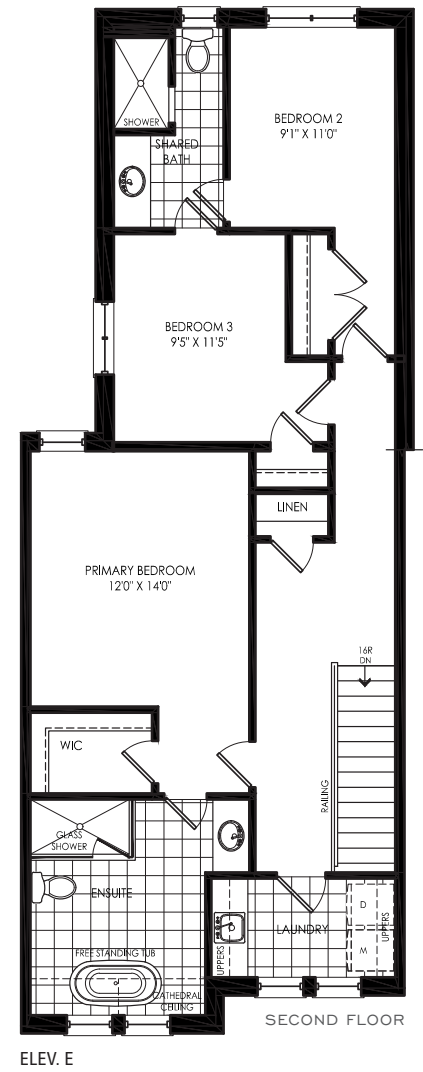 SHOWER
SHARED
BATH
BEDROOM 2
9'1" X 11'0"
BEDROOM 3
9'5" X 11'5"
LINEN
PRIMARY BEDROOM
12'0" X 14'0"
16R
DN
WIC
RAILING
GLASS
SHOWER
ENSUITE
D
UPPERS
LAUNDRY
UPPERS
M
FREE STANDING TUB
CATHEDRAL
CEILING
SECOND FLOOR
ELEV. E